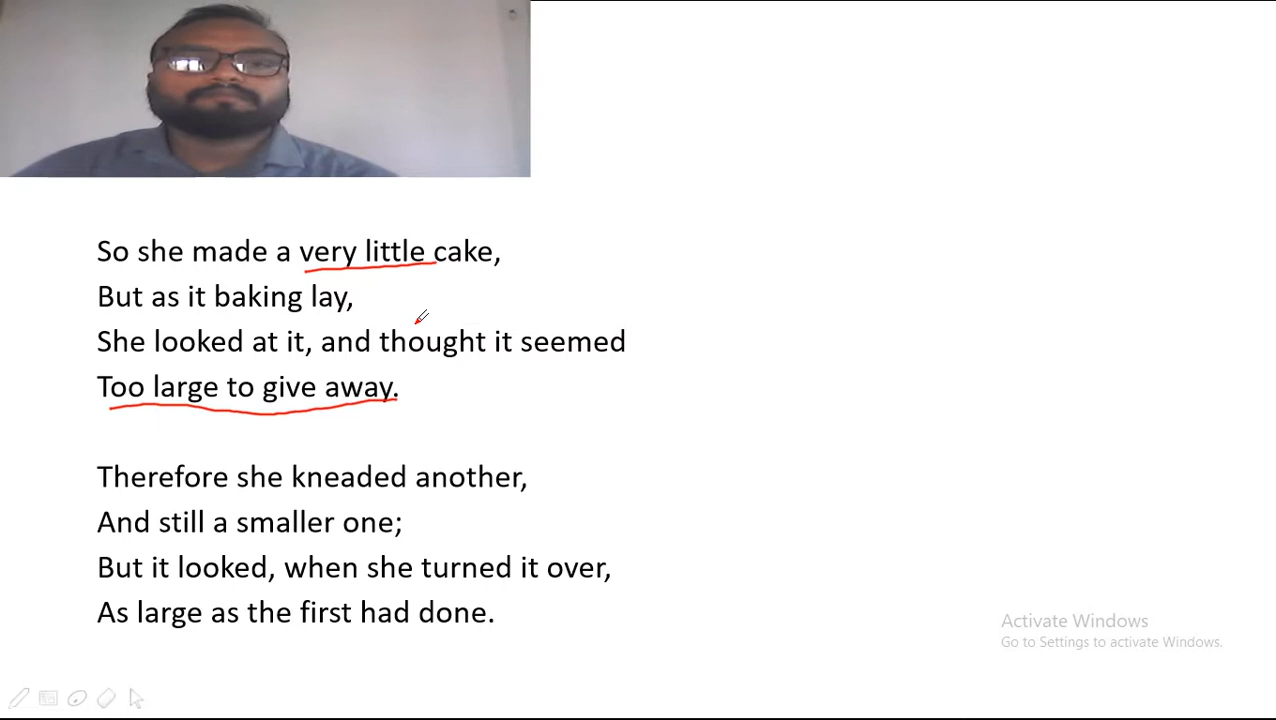 So she made a very little cake,
But as it baking lay,
She looked at it, and thought it seemed
Too large to give away.
Therefore she kneaded another,
And still a smaller one;
But it looked, when she turned it over,
As large as the first had done.
Activate Windows
Go to Settings to activate Windows.